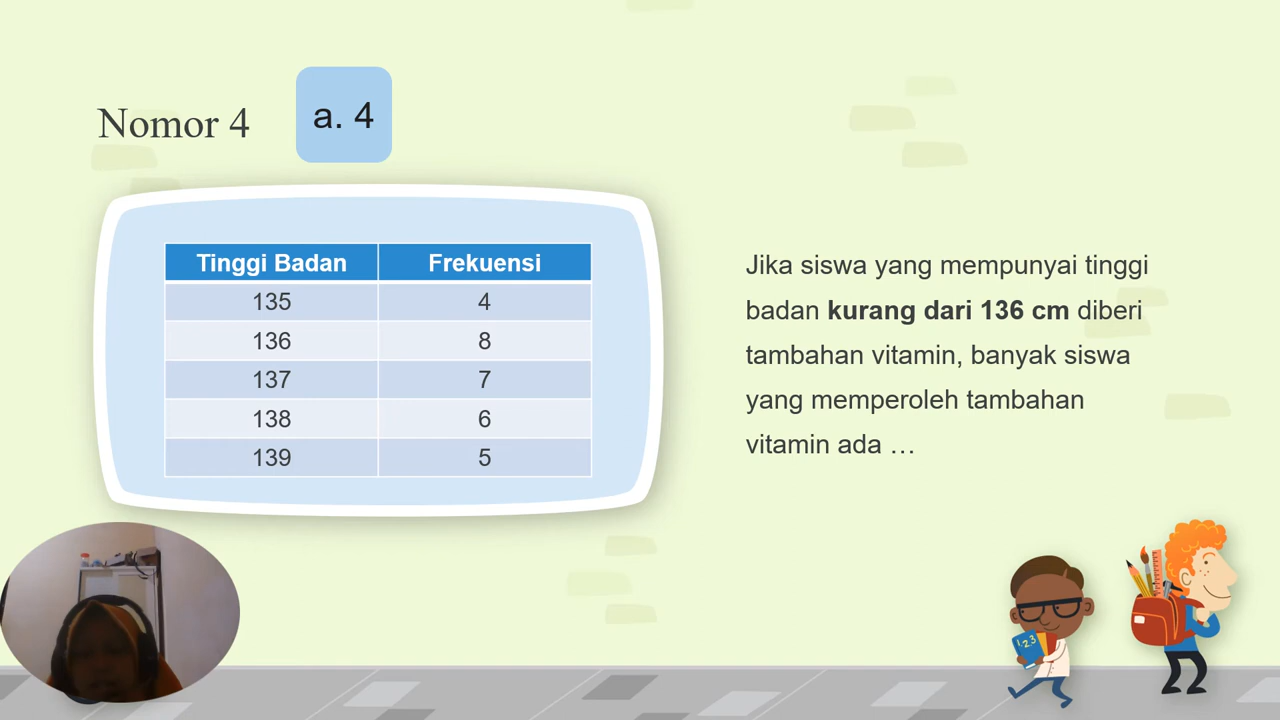 Nomor 4
a. 4
Tinggi Badan Frekuensi
135 4
136 8
137 7
138 6
139 5
Jika siswa yang mempunyai tinggi
badan kurang dari 136 cm diberi
tambahan vitamin, banyak siswa
yang memperoleh tambahan
vitamin ada …
123